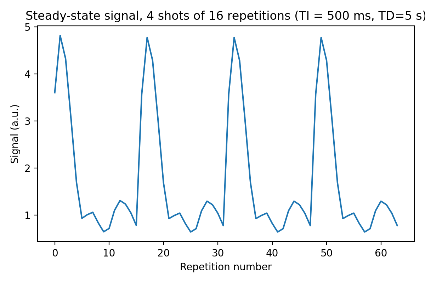 Steady-state signal, 4 shots of 16 repetitions (TI = 500 ms, TD=5 s)
5
4
3
2
1
Signal (a.u.)
0 10 20 30 40 50 60
Repetition number